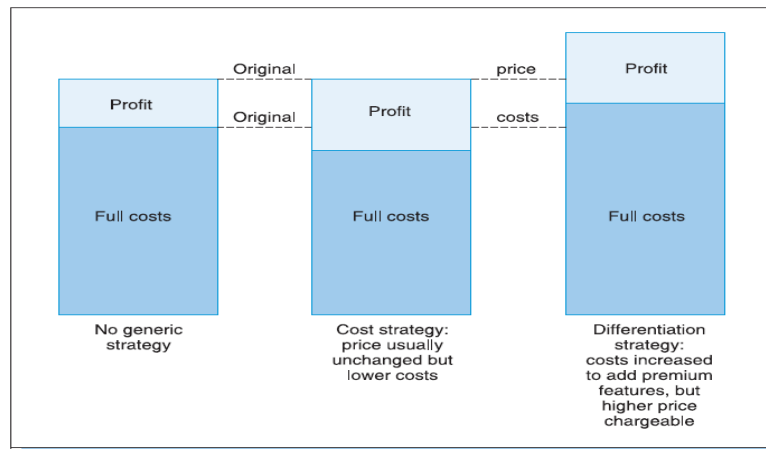 Original
price
Profit
Profit
Profit
Original
costs
Full costs
Full costs
Full costs
No generic
strategy
Cost strategy:
price usually
unchanged but
lower costs
Differentiation
strategy:
costs increased
to add premium
features, but
higher price
chargeable